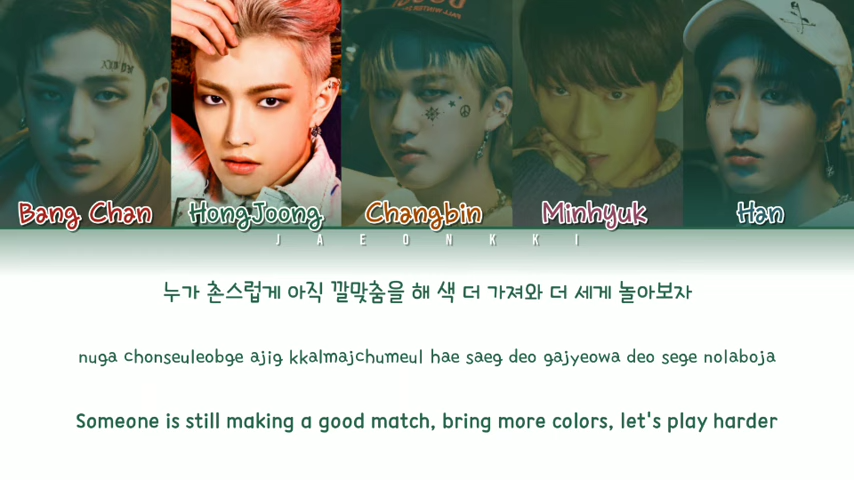 Bang Chan HongJoong Changbin Minhyuk Han
JAEONKKI
누가 촌스럽게 아직 깔맞춤을 해 색 더 가져와 더 세게 놀아보자
nuga chonseuleobge ajig kkalmajchumeul hae saeg deo gajyeowa deo sege nolaboja
Someone is still making a good match, bring more colors, let's play harder